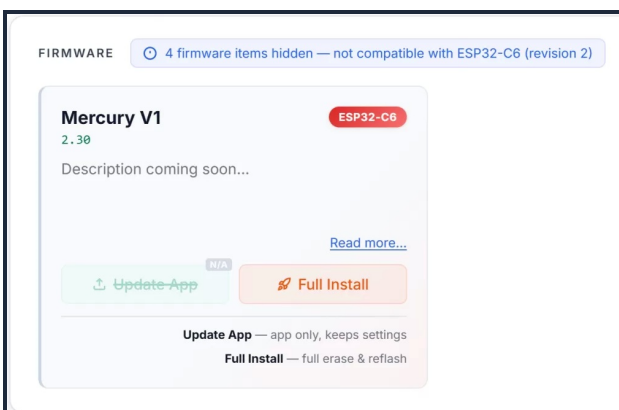 FIRMWARE
4 firmware items hidden — not compatible with ESP32-C6 (revision 2)
Mercury V1
ESP32-C6
2.30
Description coming soon...
Read more...
N/A
Update App
Full Install
Update App — app only, keeps settings
Full Install — full erase & reflash